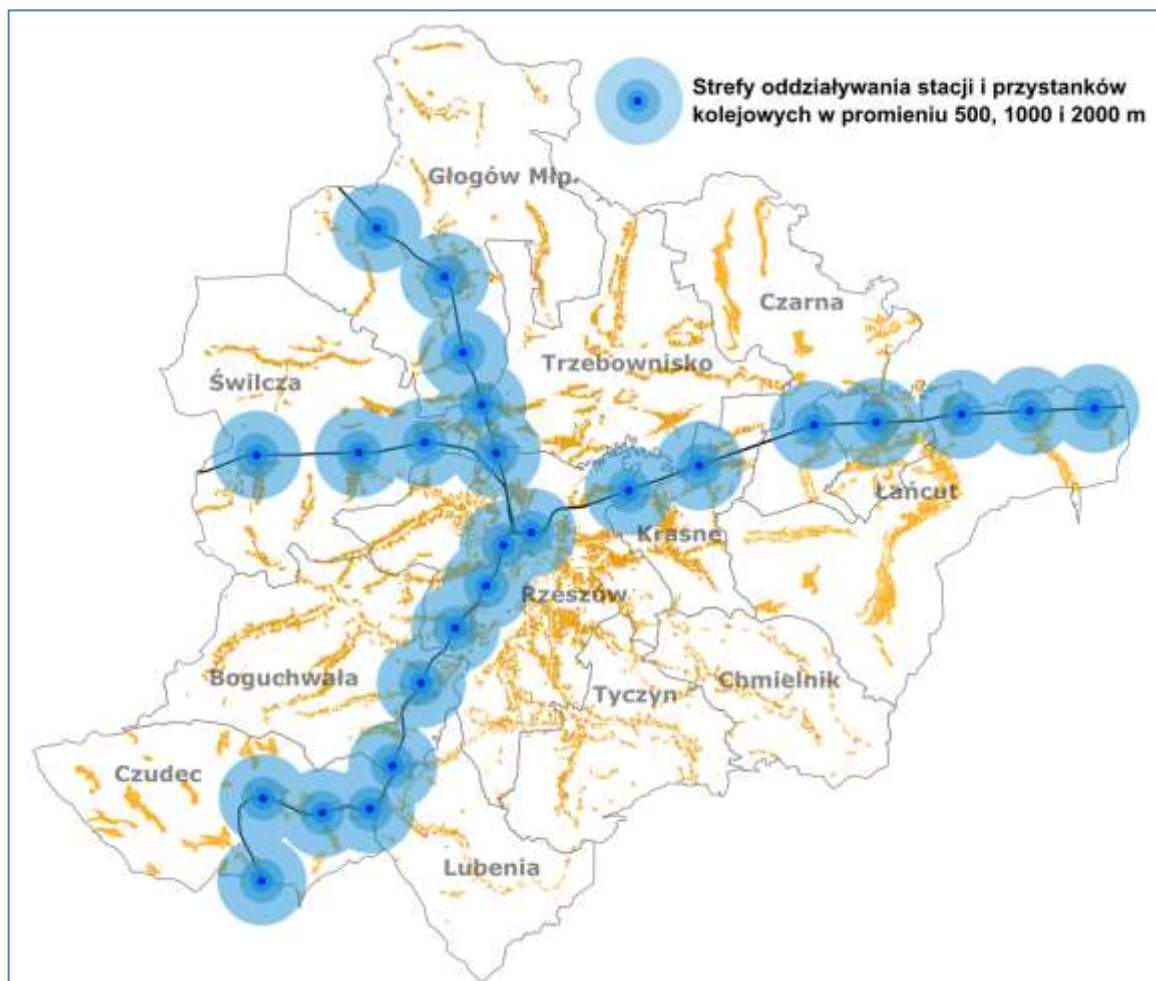 Strefy oddziaływania stacji i przystanków
kolejowych w promieniu 500, 1000 i 2000 m
Głogów Młp.
Czarna
Trzebownisko
Świlcza
Łańcut
Krasne
Rzeszów
Boguchwała
Tyczyn
Chmielnik
Czudec
Lubenia